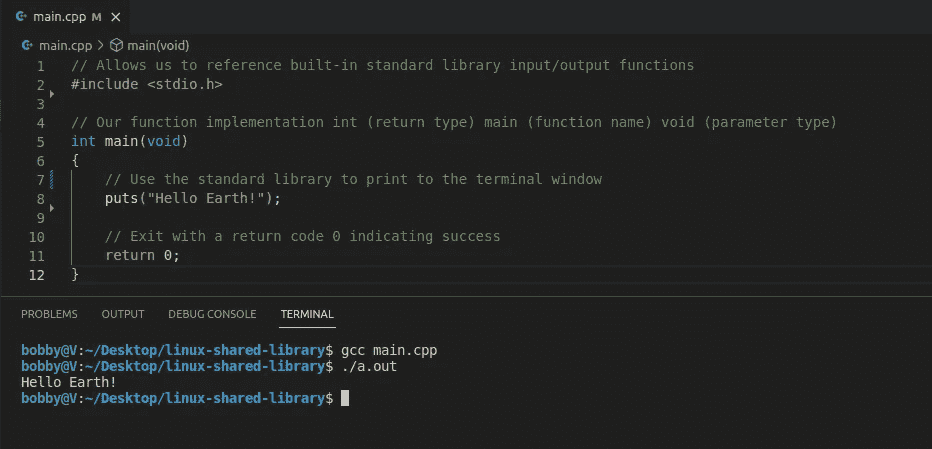 main.cpp M
main.cpp > main(void)
1 // Allows us to reference built-in standard library input/output functions
2 #include <stdio.h>
3
4 // Our function implementation int (return type) main (function name) void (parameter type)
5 int main(void)
6 {
7 // Use the standard library to print to the terminal window
8 puts("Hello Earth!");
9
10 // Exit with a return code 0 indicating success
11 return 0;
12 }
PROBLEMS OUTPUT DEBUG CONSOLE TERMINAL
bobby@V:~/Desktop/linux-shared-library$ gcc main.cpp
bobby@V:~/Desktop/linux-shared-library$ ./a.out
Hello Earth!
bobby@V:~/Desktop/linux-shared-library$